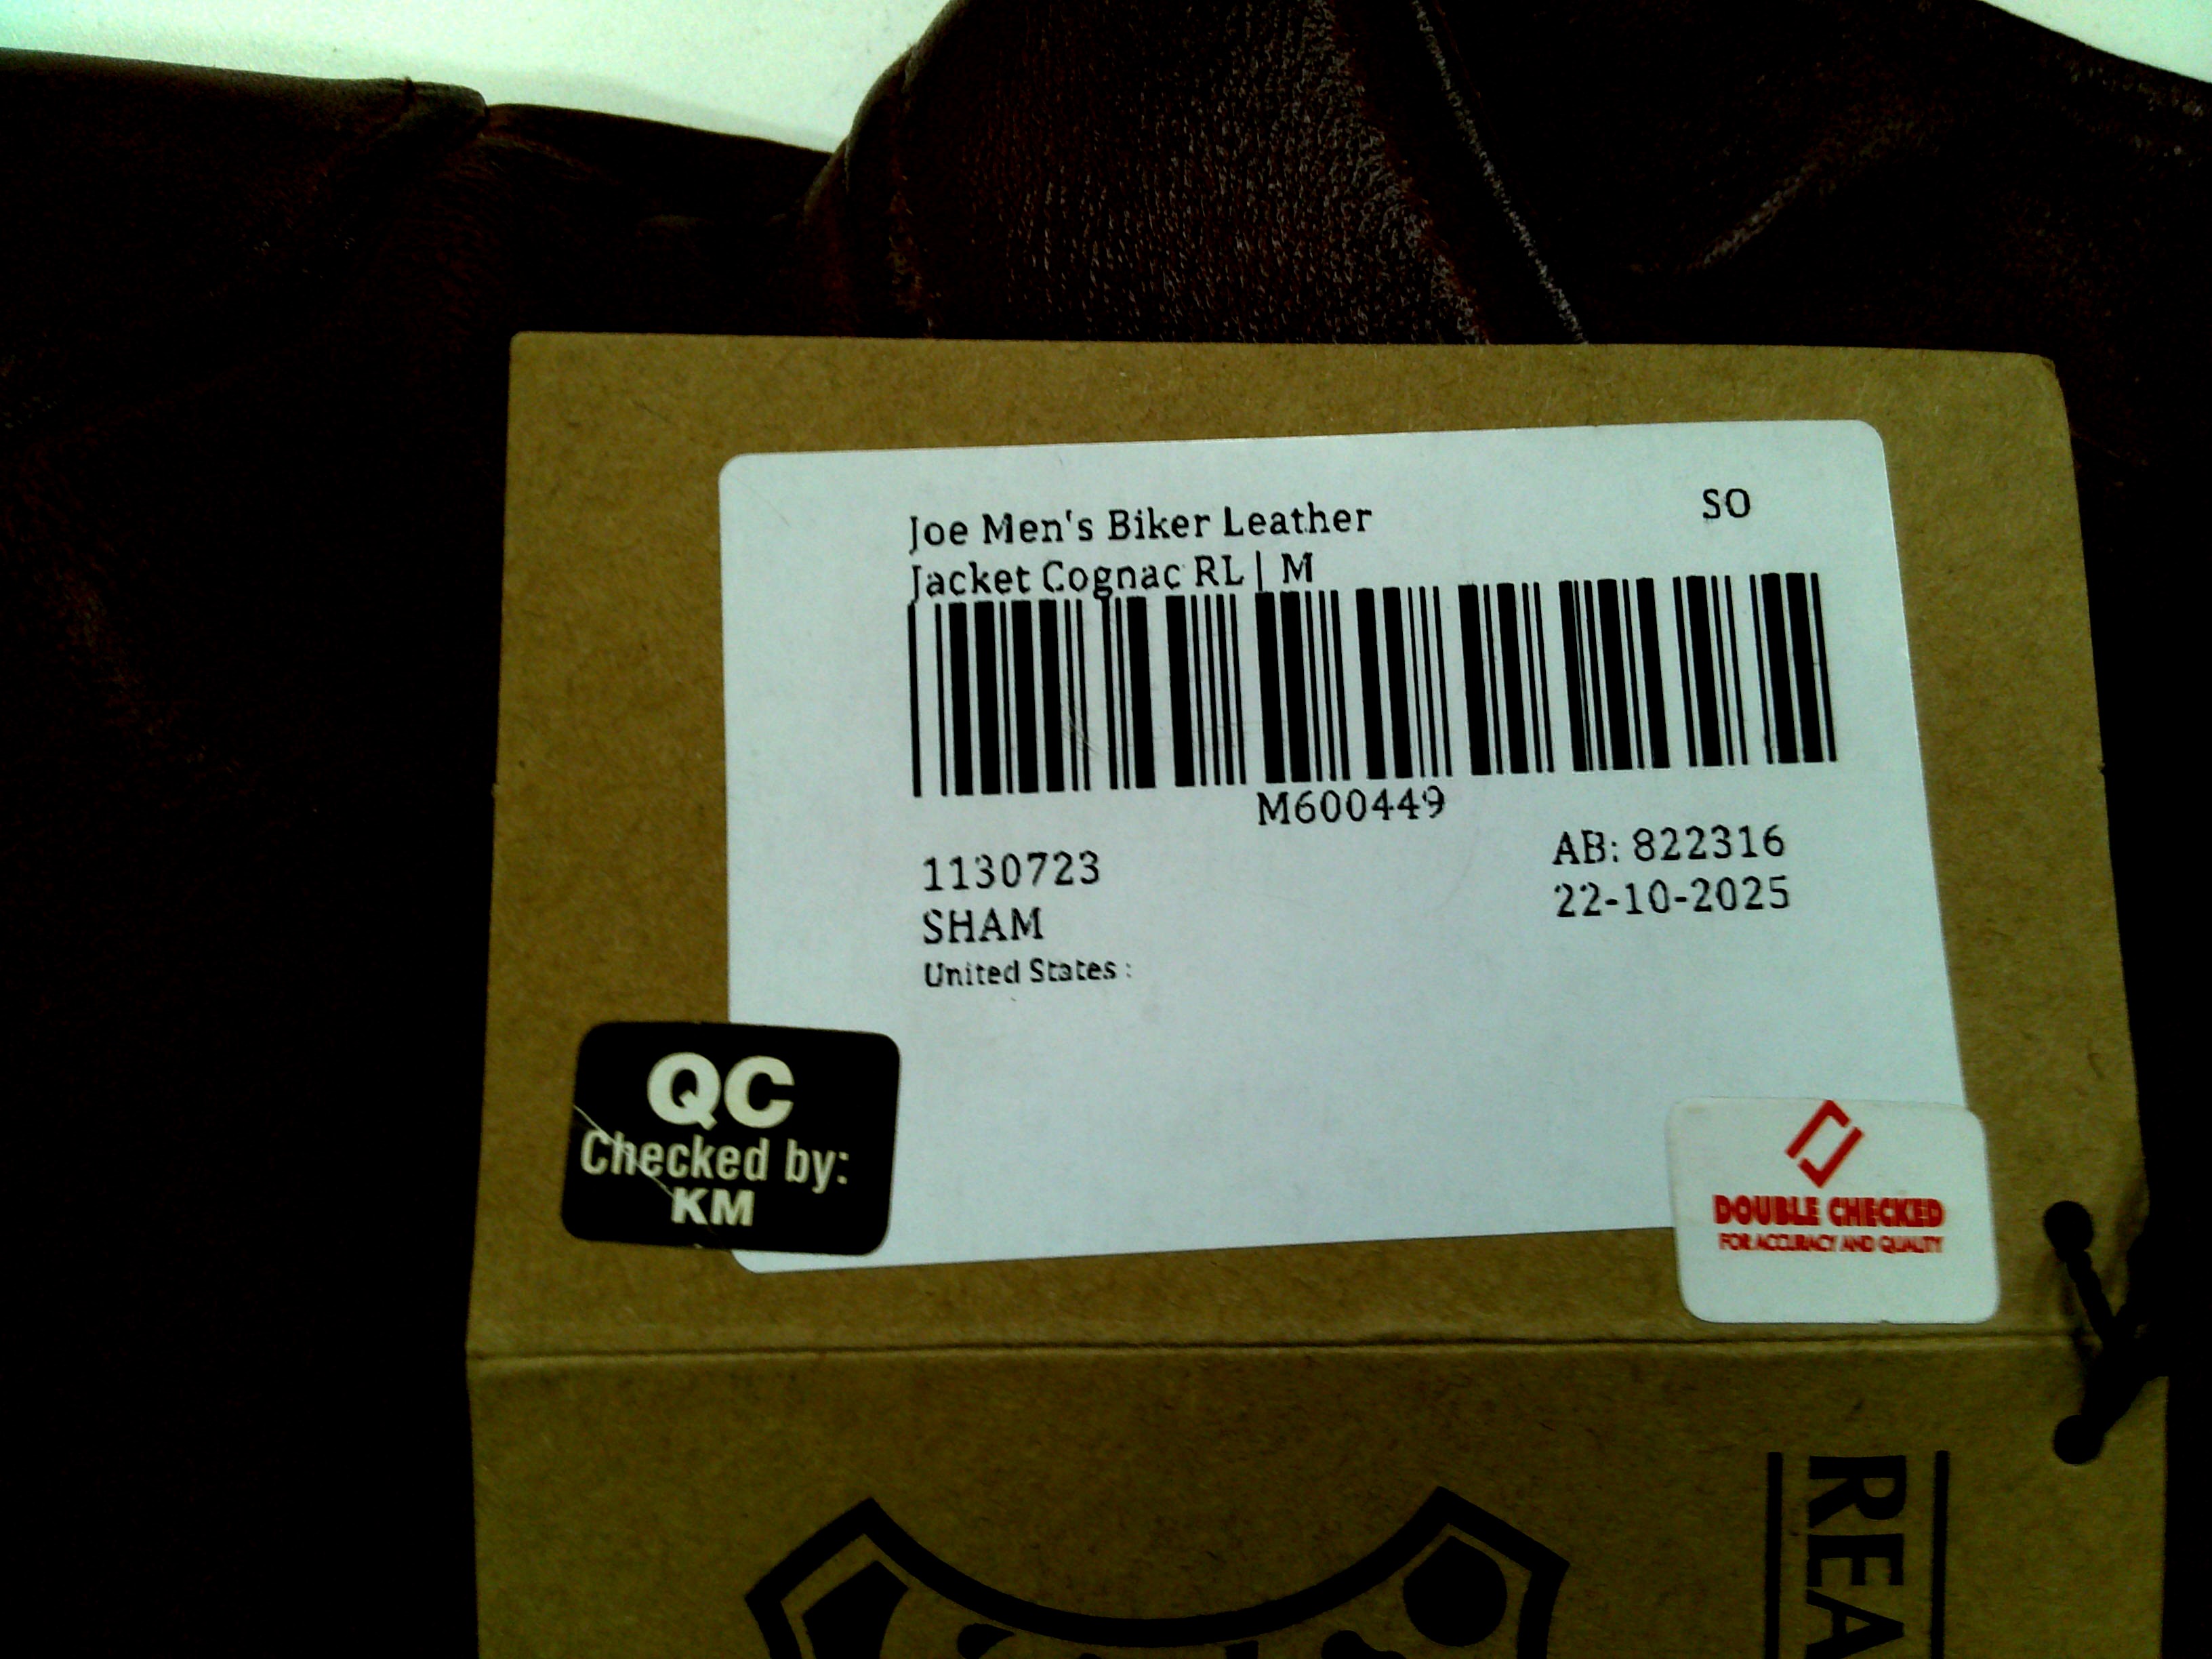 Joe Men's Biker Leather
Jacket Cognac RL | M
SO
M600449
1130723
SHAM
United States :
AB: 822316
22-10-2025
QC
Checked by:
KM
DOUBLE CHECKED
FOR ACCURACY AND QUALITY
REA